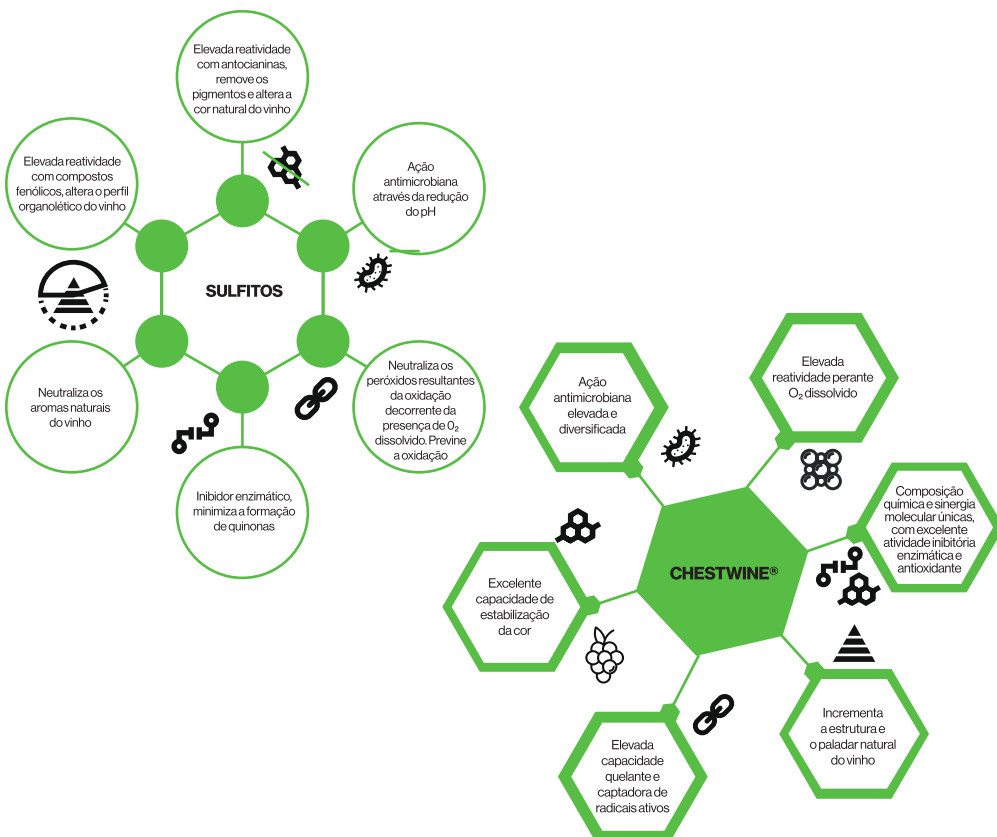 Elevada reatividade
com antocianinas,
remove os
pigmentos e altera a
cor natural do vinho
Elevada reatividade
com compostos
fenólicos, altera o perfil
organolético do vinho
Ação
antimicrobiana
através da redução
do pH
SULFITOS
Neutraliza os
aromas naturais
do vinho
Neutraliza os
peróxidos resultantes
da oxidação
decorrente da
presença de 0₂
dissolvido. Previne
a oxidação
Inibidor enzimático,
minimiza a formação
de quinonas
Ação
antimicrobiana
elevada e
diversificada
Elevada
reatividade perante
O₂ dissolvido
Composição
química e sinergia
molecular únicas,
com excelente
atividade inibitória
enzimática e
antioxidante
CHESTWINE®
Excelente
capacidade de
estabilização
da cor
Elevada
capacidade
quelante e
captadora de
radicais ativos
Incrementa
a estrutura e
o paladar natural
do vinho